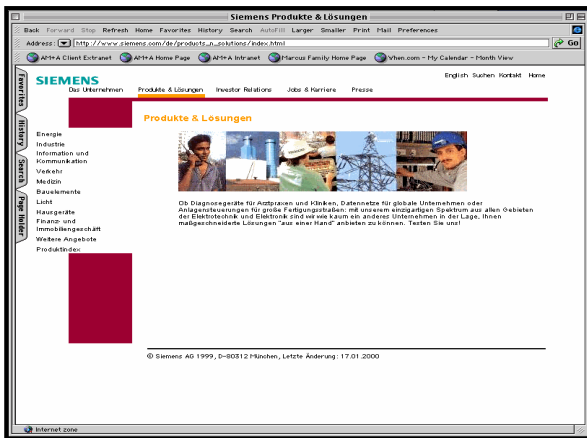 Siemens Produkte & Lösungen
Back Forward Stop Refresh Home Favorites History Search AutoFill Larger Smaller Print Mail Preferences
Address: http://www.siemens.com/de/products_n_solutions/index.html Go
AM+A Client Extranet AM+A Home Page AM+A Intranet Marcus Family Home Page When.com - My Calendar - Month View
Favorites
History
Search
Page Holder
SIEMENS
English Suchen Kontakt Home
Das Unternehmen Produkte & Lösungen Investor Relations Jobs & Karriere Presse
Produkte & Lösungen
Energie
Industrie
Information und
Kommunikation
Verkehr
Medizin
Bauelemente
Licht
Hausgeräte
Finanz- und
Immobiliengeschäft
Weitere Angebote
Produktindex
Ob Diagnosegeräte für Arztpraxen und Kliniken, Datennetze für globale Unternehmen oder
Anlagensteuerungen für große Fertigungsstraßen: mit unserem einzigartigen Spektrum aus allen Gebieten
der Elektrotechnik und Elektronik sind wir wie kaum ein anderes Unternehmen in der Lage, Ihnen
maßgeschneiderte Lösungen "aus einer Hand" anbieten zu können. Testen Sie uns!
© Siemens AG 1999, D-80312 München, Letzte Änderung: 17.01.2000
Internet zone